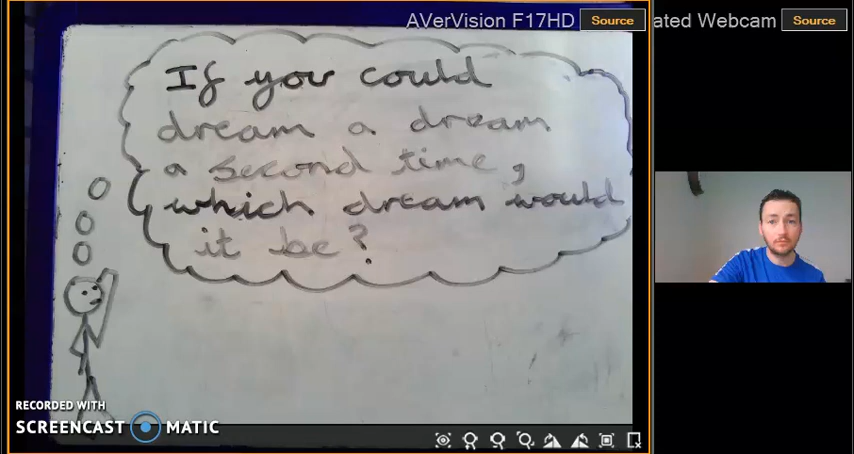 AVerVision F17HD
Source
ated Webcam
Source
If you could
dream a dream
a second time,
which dream would
it be?
RECORDED WITH
SCREENCAST MATIC